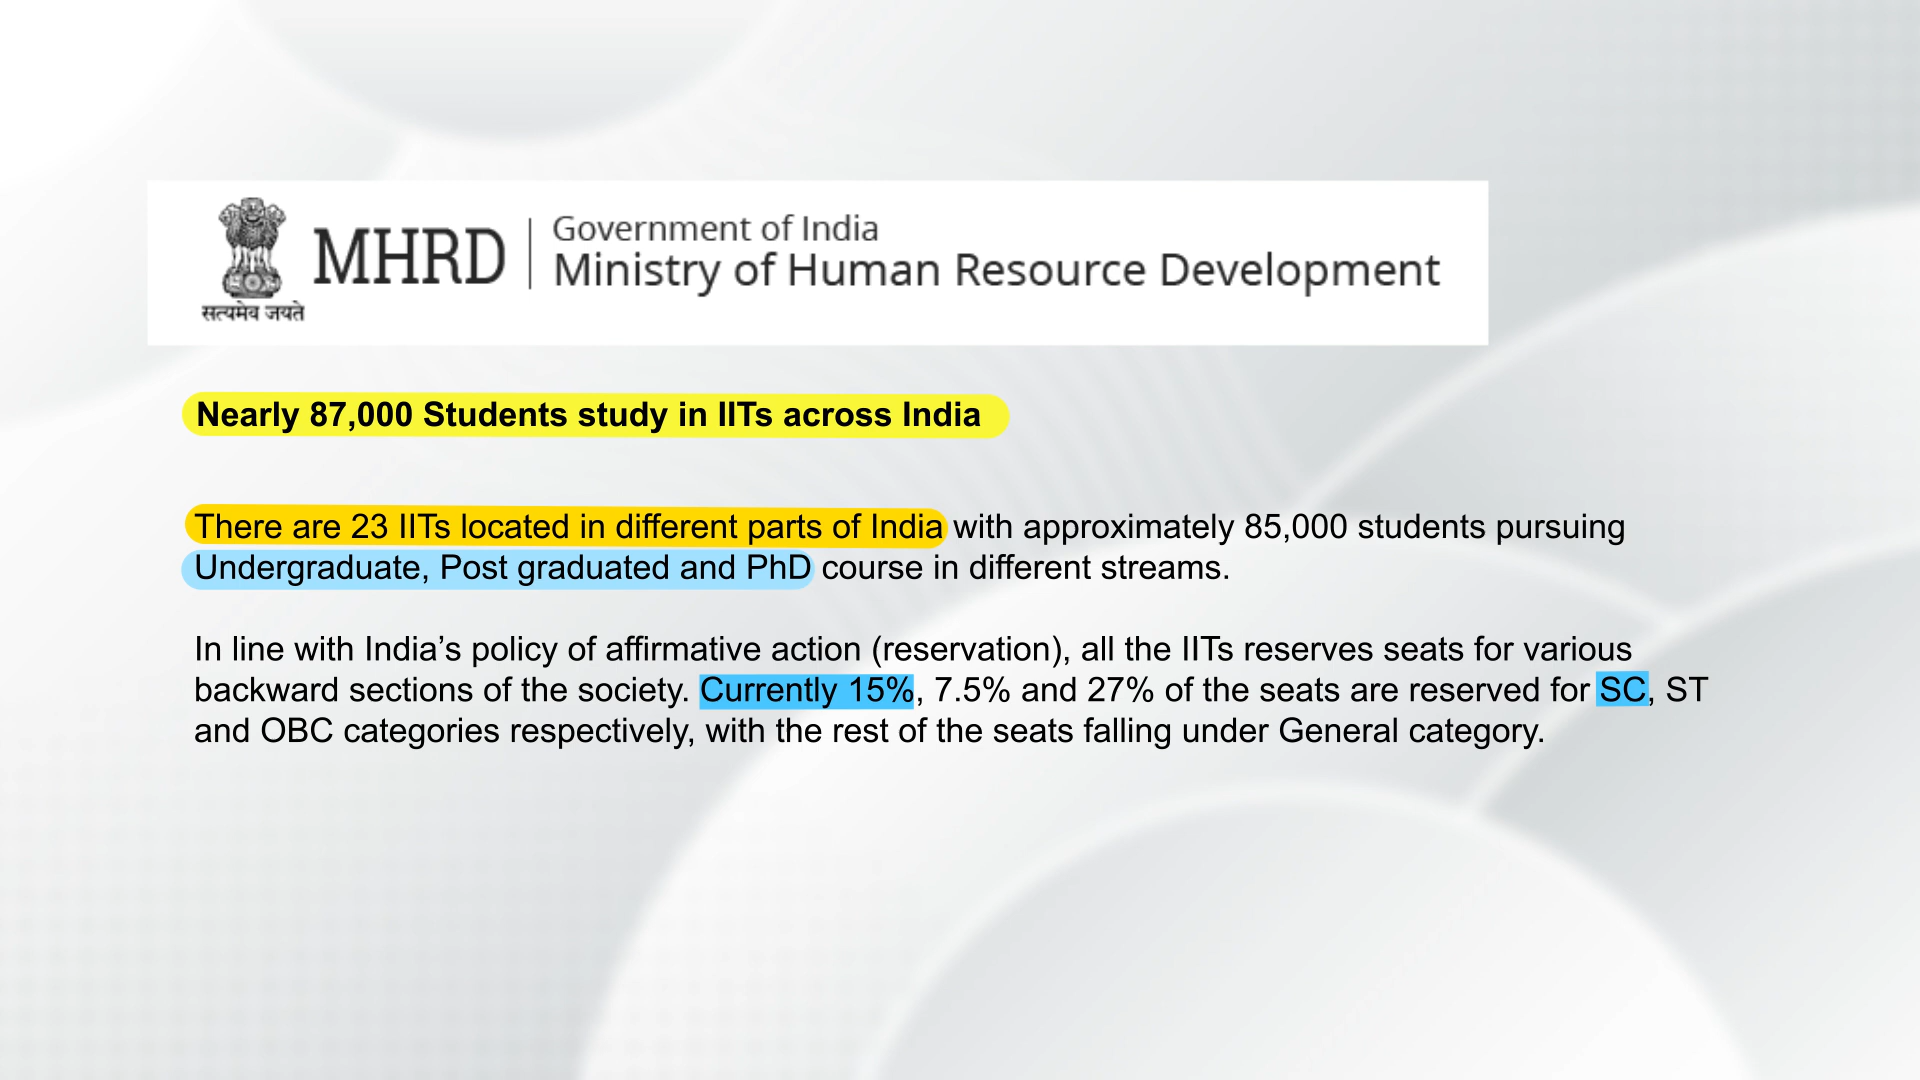 MHRD
Government of India
Ministry of Human Resource Development
सत्यमेव जयते
Nearly 87,000 Students study in IITs across India
There are 23 IITs located in different parts of India with approximately 85,000 students pursuing
Undergraduate, Post graduated and PhD course in different streams.
In line with India’s policy of affirmative action (reservation), all the IITs reserves seats for various
backward sections of the society. Currently 15%, 7.5% and 27% of the seats are reserved for SC, ST
and OBC categories respectively, with the rest of the seats falling under General category.